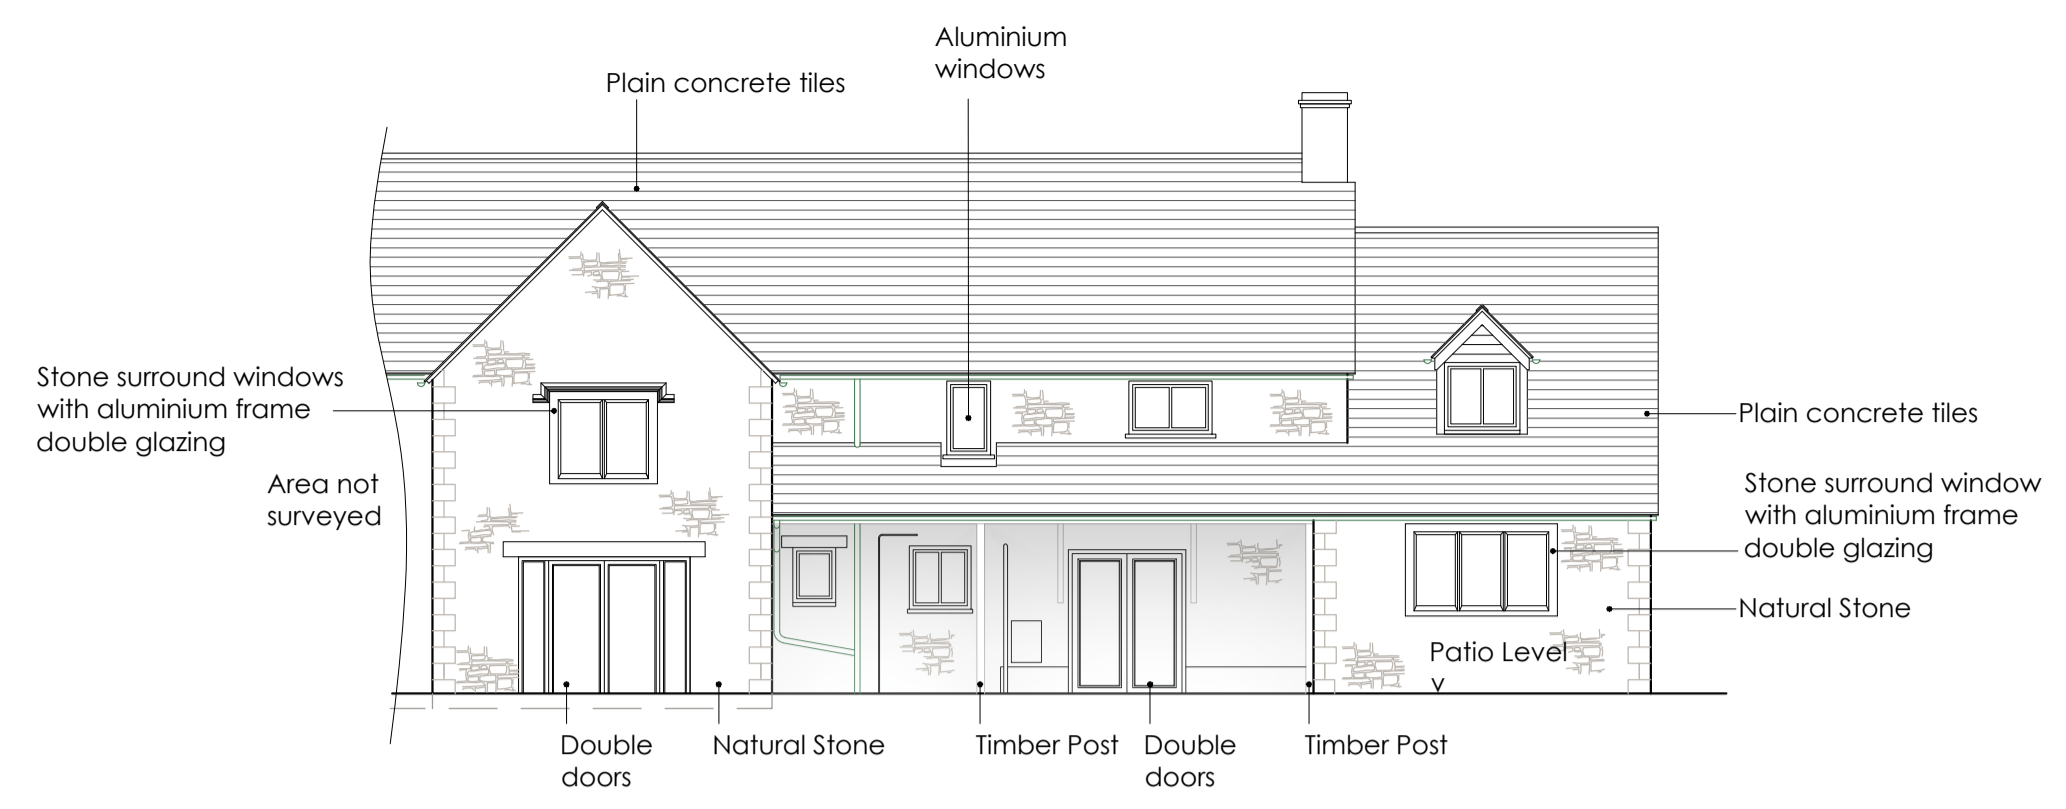 Aluminium
windows
Plain concrete tiles
Stone surround windows
with aluminium frame
double glazing
Area not
surveyed
Plain concrete tiles
Stone surround window
with aluminium frame
double glazing
Natural Stone
Patio Level
v
Double
doors
Natural Stone
Timber Post
Double
doors
Timber Post